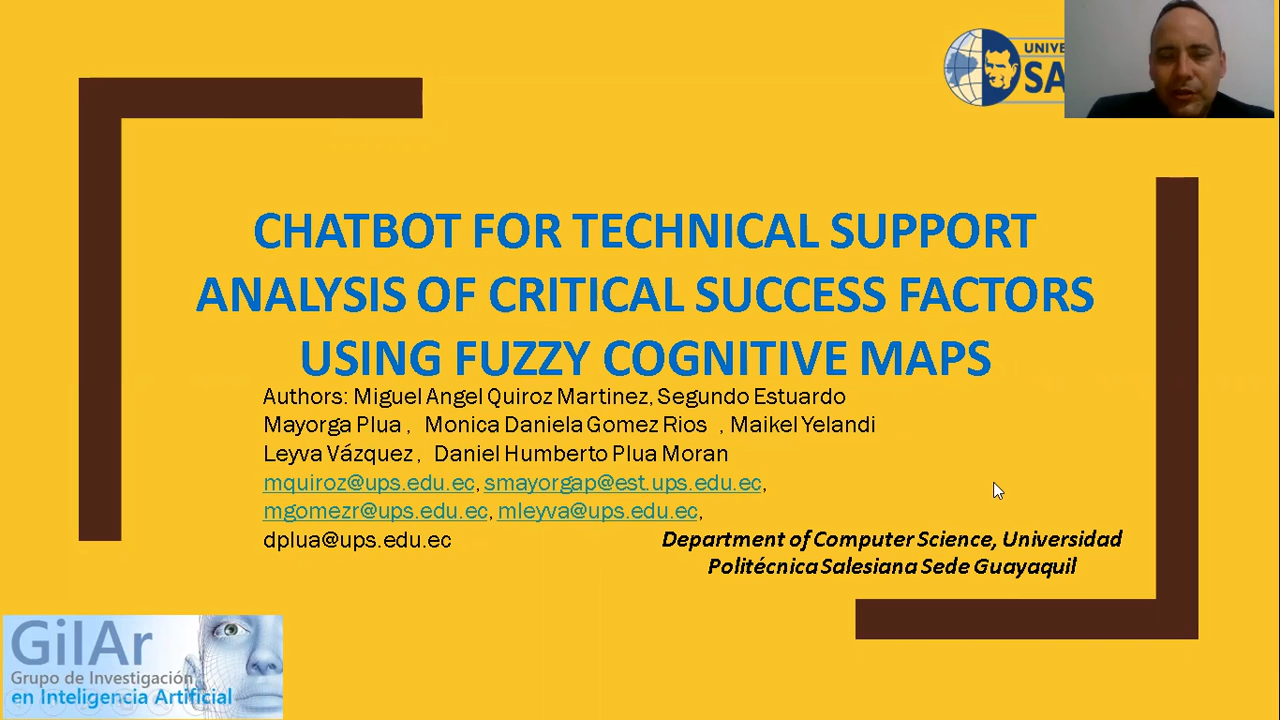 UNIVE
SA
CHATBOT FOR TECHNICAL SUPPORT
ANALYSIS OF CRITICAL SUCCESS FACTORS
USING FUZZY COGNITIVE MAPS
Authors: Miguel Angel Quiroz Martinez, Segundo Estuardo
Mayorga Plua , Monica Daniela Gomez Rios , Maikel Yelandi
Leyva Vázquez , Daniel Humberto Plua Moran
mquiroz@ups.edu.ec, smayorgap@est.ups.edu.ec,
mgomezr@ups.edu.ec, mleyva@ups.edu.ec,
dplua@ups.edu.ec
Department of Computer Science, Universidad
Politécnica Salesiana Sede Guayaquil
GiIAr
Grupo de Investigación
en Inteligencia Artificial